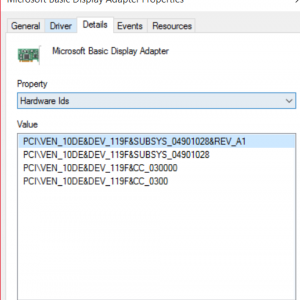 Microsoft Basic Display Adapter Properties
General Driver Details Events Resources
Microsoft Basic Display Adapter
Property
Hardware Ids
Value
PCI\VEN_10DE&DEV_119F&SUBSYS_04901028&REV_A1
PCI\VEN_10DE&DEV_119F&SUBSYS_04901028
PCI\VEN_10DE&DEV_119F&CC_030000
PCI\VEN_10DE&DEV_119F&CC_0300